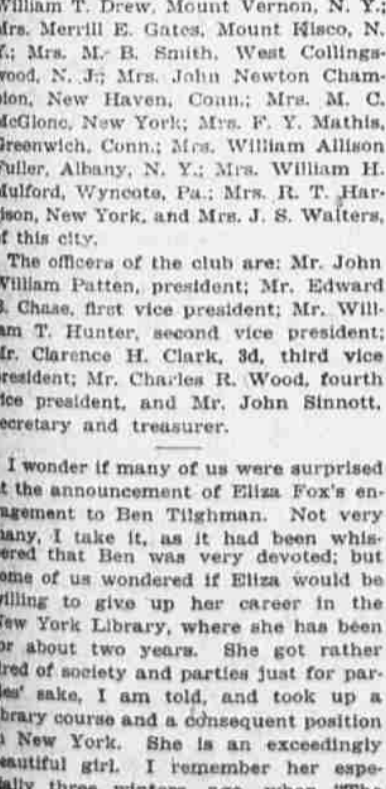 William T. Drew, Mount Vernon, N. Y.;
Mrs. Merrill E. Gates, Mount Kisco, N.
Y.; Mrs. M. B. Smith, West Collings-
wood, N. J.; Mrs. John Newton Cham-
pion, New Haven, Conn.; Mrs. M. C.
McGlone, New York; Mrs. F. Y. Mathis,
Greenwich, Conn.; Mrs. William Allison
Fuller, Albany, N. Y.; Mrs. William H.
Mulford, Wyncote, Pa.; Mrs. R. T. Har-
ison, New York, and Mrs. J. S. Walters,
of this city.
The officers of the club are: Mr. John
William Patten, president; Mr. Edward
B. Chase, first vice president; Mr. Will-
iam T. Hunter, second vice president;
Mr. Clarence H. Clark, 3d, third vice
president; Mr. Charles R. Wood, fourth
vice president, and Mr. John Sinnott,
secretary and treasurer.
I wonder if many of us were surprised
at the announcement of Eliza Fox's en-
gagement to Ben Tilghman. Not very
many, I take it, as it had been whis-
pered that Ben was very devoted; but
some of us wondered if Eliza would be
willing to give up her career in the
New York Library, where she has been
for about two years. She got rather
tired of society and parties just for par-
ties' sake, I am told, and took up a
library course and a consequent position
in New York. She is an exceedingly
beautiful girl. I remember her espe-
cially three winters ago, when